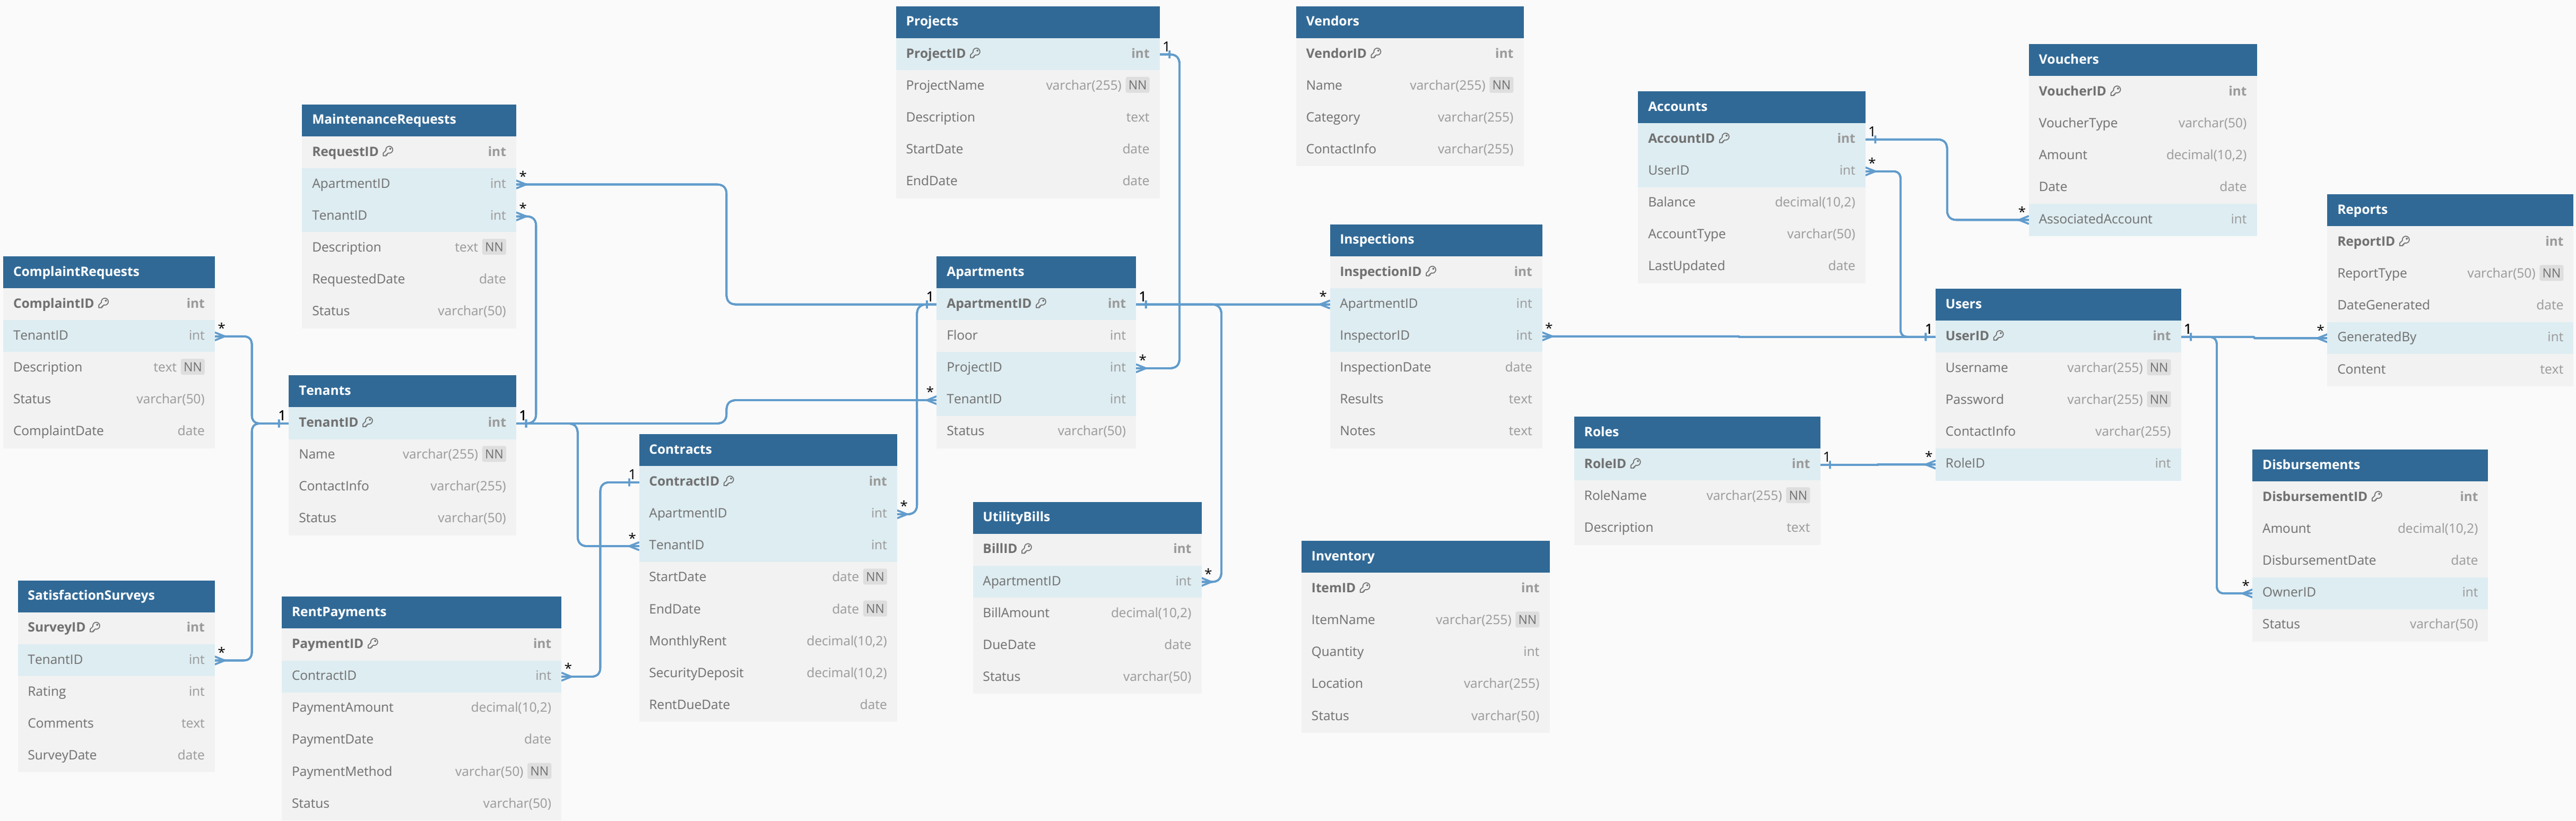 Projects
ProjectID int
ProjectName varchar(255) NN
Description text
StartDate date
EndDate date
Vendors
VendorID int
Name varchar(255) NN
Category varchar(255)
ContactInfo varchar(255)
Vouchers
VoucherID int
VoucherType varchar(50)
Amount decimal(10,2)
Date date
AssociatedAccount int
Accounts
AccountID int
UserID int
Balance decimal(10,2)
AccountType varchar(50)
LastUpdated date
MaintenanceRequests
RequestID int
ApartmentID int
TenantID int
Description text NN
RequestedDate date
Status varchar(50)
Reports
ReportID int
ReportType varchar(50) NN
DateGenerated date
GeneratedBy int
Content text
Inspections
InspectionID int
ApartmentID int
InspectorID int
InspectionDate date
Results text
Notes text
ComplaintRequests
ComplaintID int
TenantID int
Description text NN
Status varchar(50)
ComplaintDate date
Apartments
ApartmentID int
Floor int
ProjectID int
TenantID int
Status varchar(50)
Users
UserID int
Username varchar(255) NN
Password varchar(255) NN
ContactInfo varchar(255)
RoleID int
Tenants
TenantID int
Name varchar(255) NN
ContactInfo varchar(255)
Status varchar(50)
Roles
RoleID int
RoleName varchar(255) NN
Description text
Contracts
ContractID int
ApartmentID int
TenantID int
StartDate date NN
EndDate date NN
MonthlyRent decimal(10,2)
SecurityDeposit decimal(10,2)
RentDueDate date
Disbursements
DisbursementID int
Amount decimal(10,2)
DisbursementDate date
OwnerID int
Status varchar(50)
UtilityBills
BillID int
ApartmentID int
BillAmount decimal(10,2)
DueDate date
Status varchar(50)
Inventory
ItemID int
ItemName varchar(255) NN
Quantity int
Location varchar(255)
Status varchar(50)
SatisfactionSurveys
SurveyID int
TenantID int
Rating int
Comments text
SurveyDate date
RentPayments
PaymentID int
ContractID int
PaymentAmount decimal(10,2)
PaymentDate date
PaymentMethod varchar(50) NN
Status varchar(50)
1
*
1
*
1
*
*
*
1
1
*
*
*
*
1
1
*
*
1
1
*
*
1
*
1
*
*
*
*
*